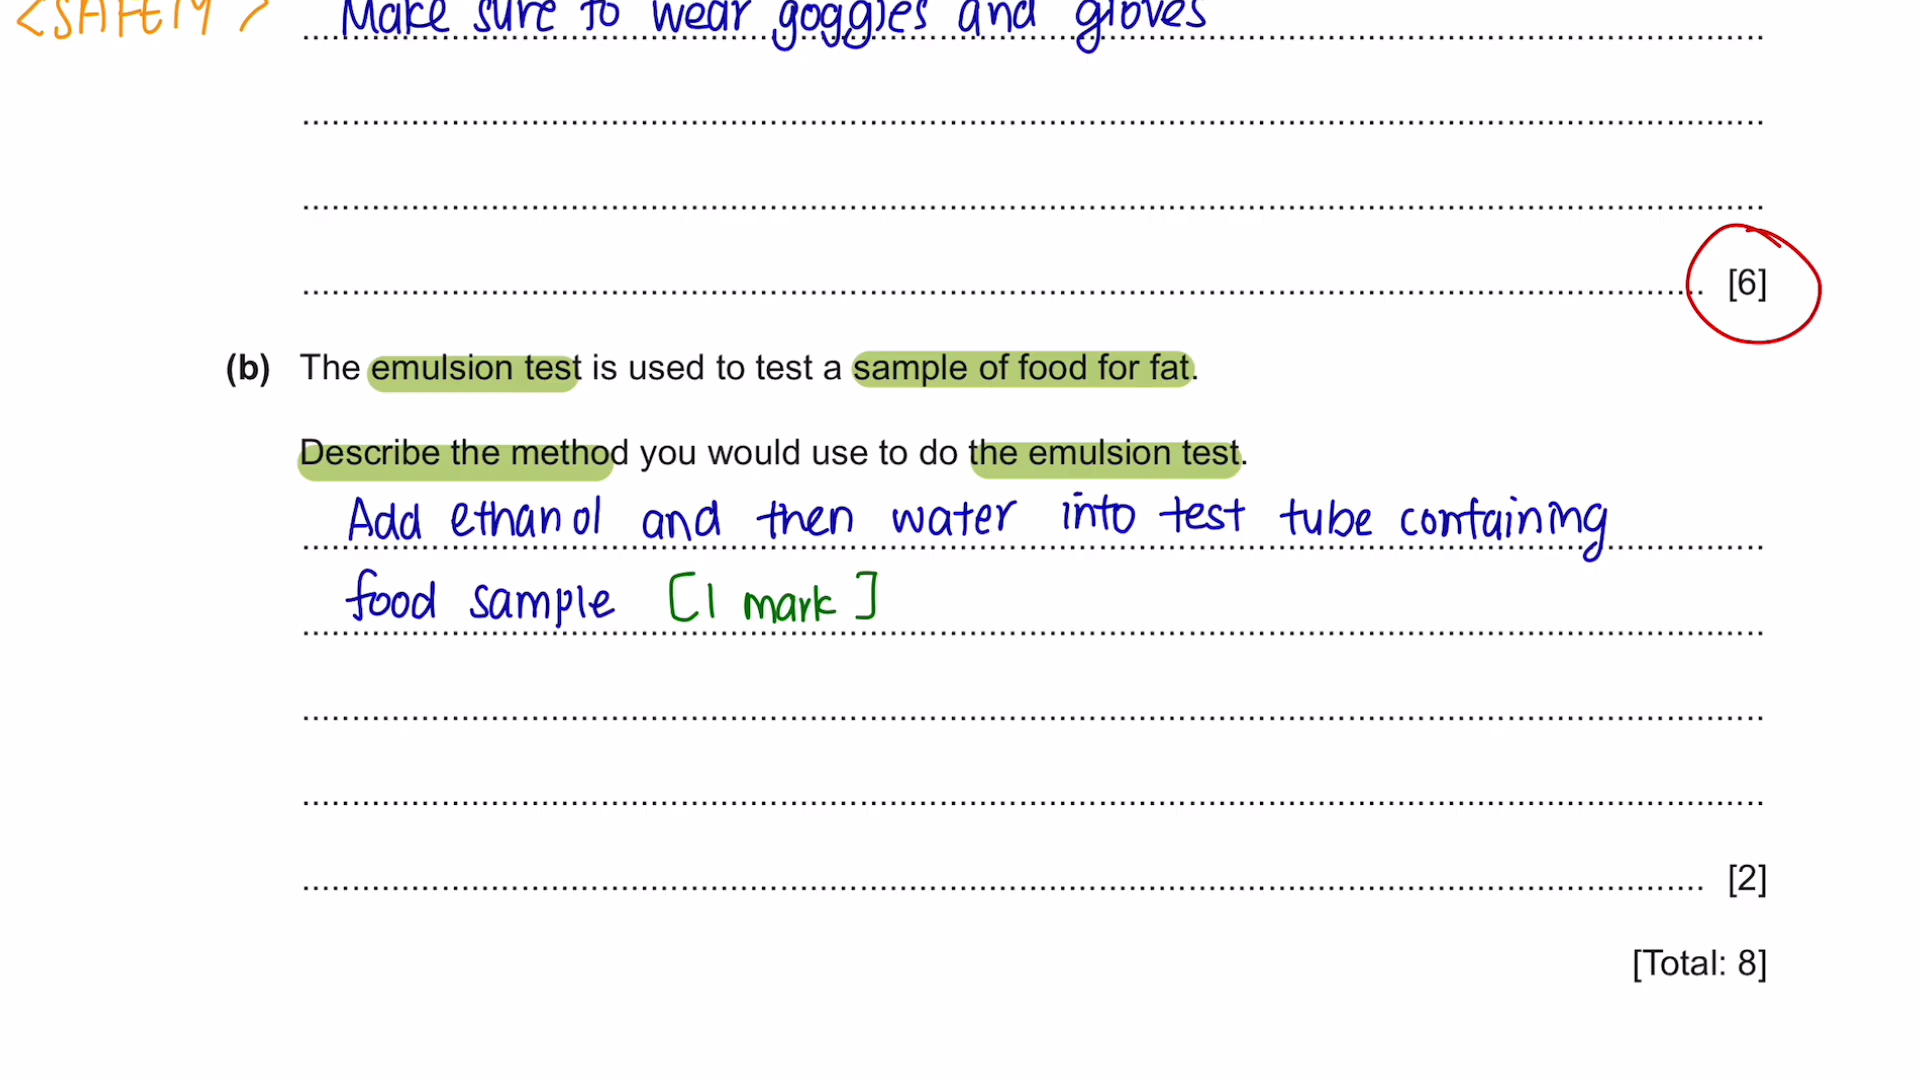 <SAFETY> Make sure to wear goggles and gloves
[6]
(b) The emulsion test is used to test a sample of food for fat.
Describe the method you would use to do the emulsion test.
Add ethanol and then water into test tube containing
food sample [1 mark]
[2]
[Total: 8]